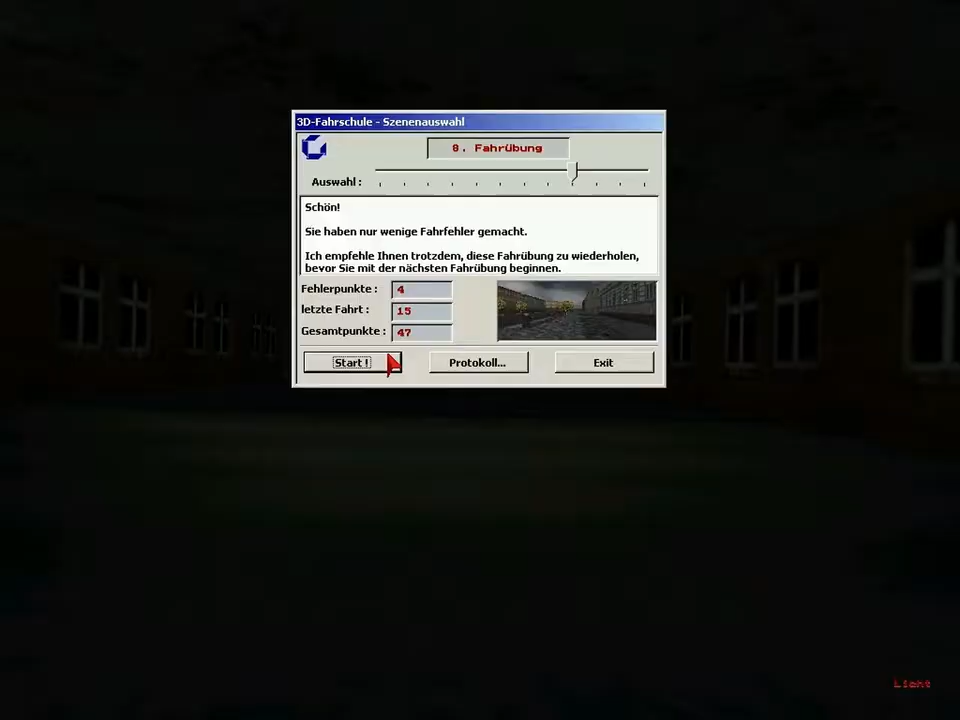 3D-Fahrschule - Szenenauswahl
8. Fahrübung
Auswahl :
Schön!
Sie haben nur wenige Fahrfehler gemacht.
Ich empfehle Ihnen trotzdem, diese Fahrübung zu wiederholen,
bevor Sie mit der nächsten Fahrübung beginnen.
Fehlerpunkte : 4
letzte Fahrt : 15
Gesamtpunkte : 47
Start ! Protokoll... Exit
Light